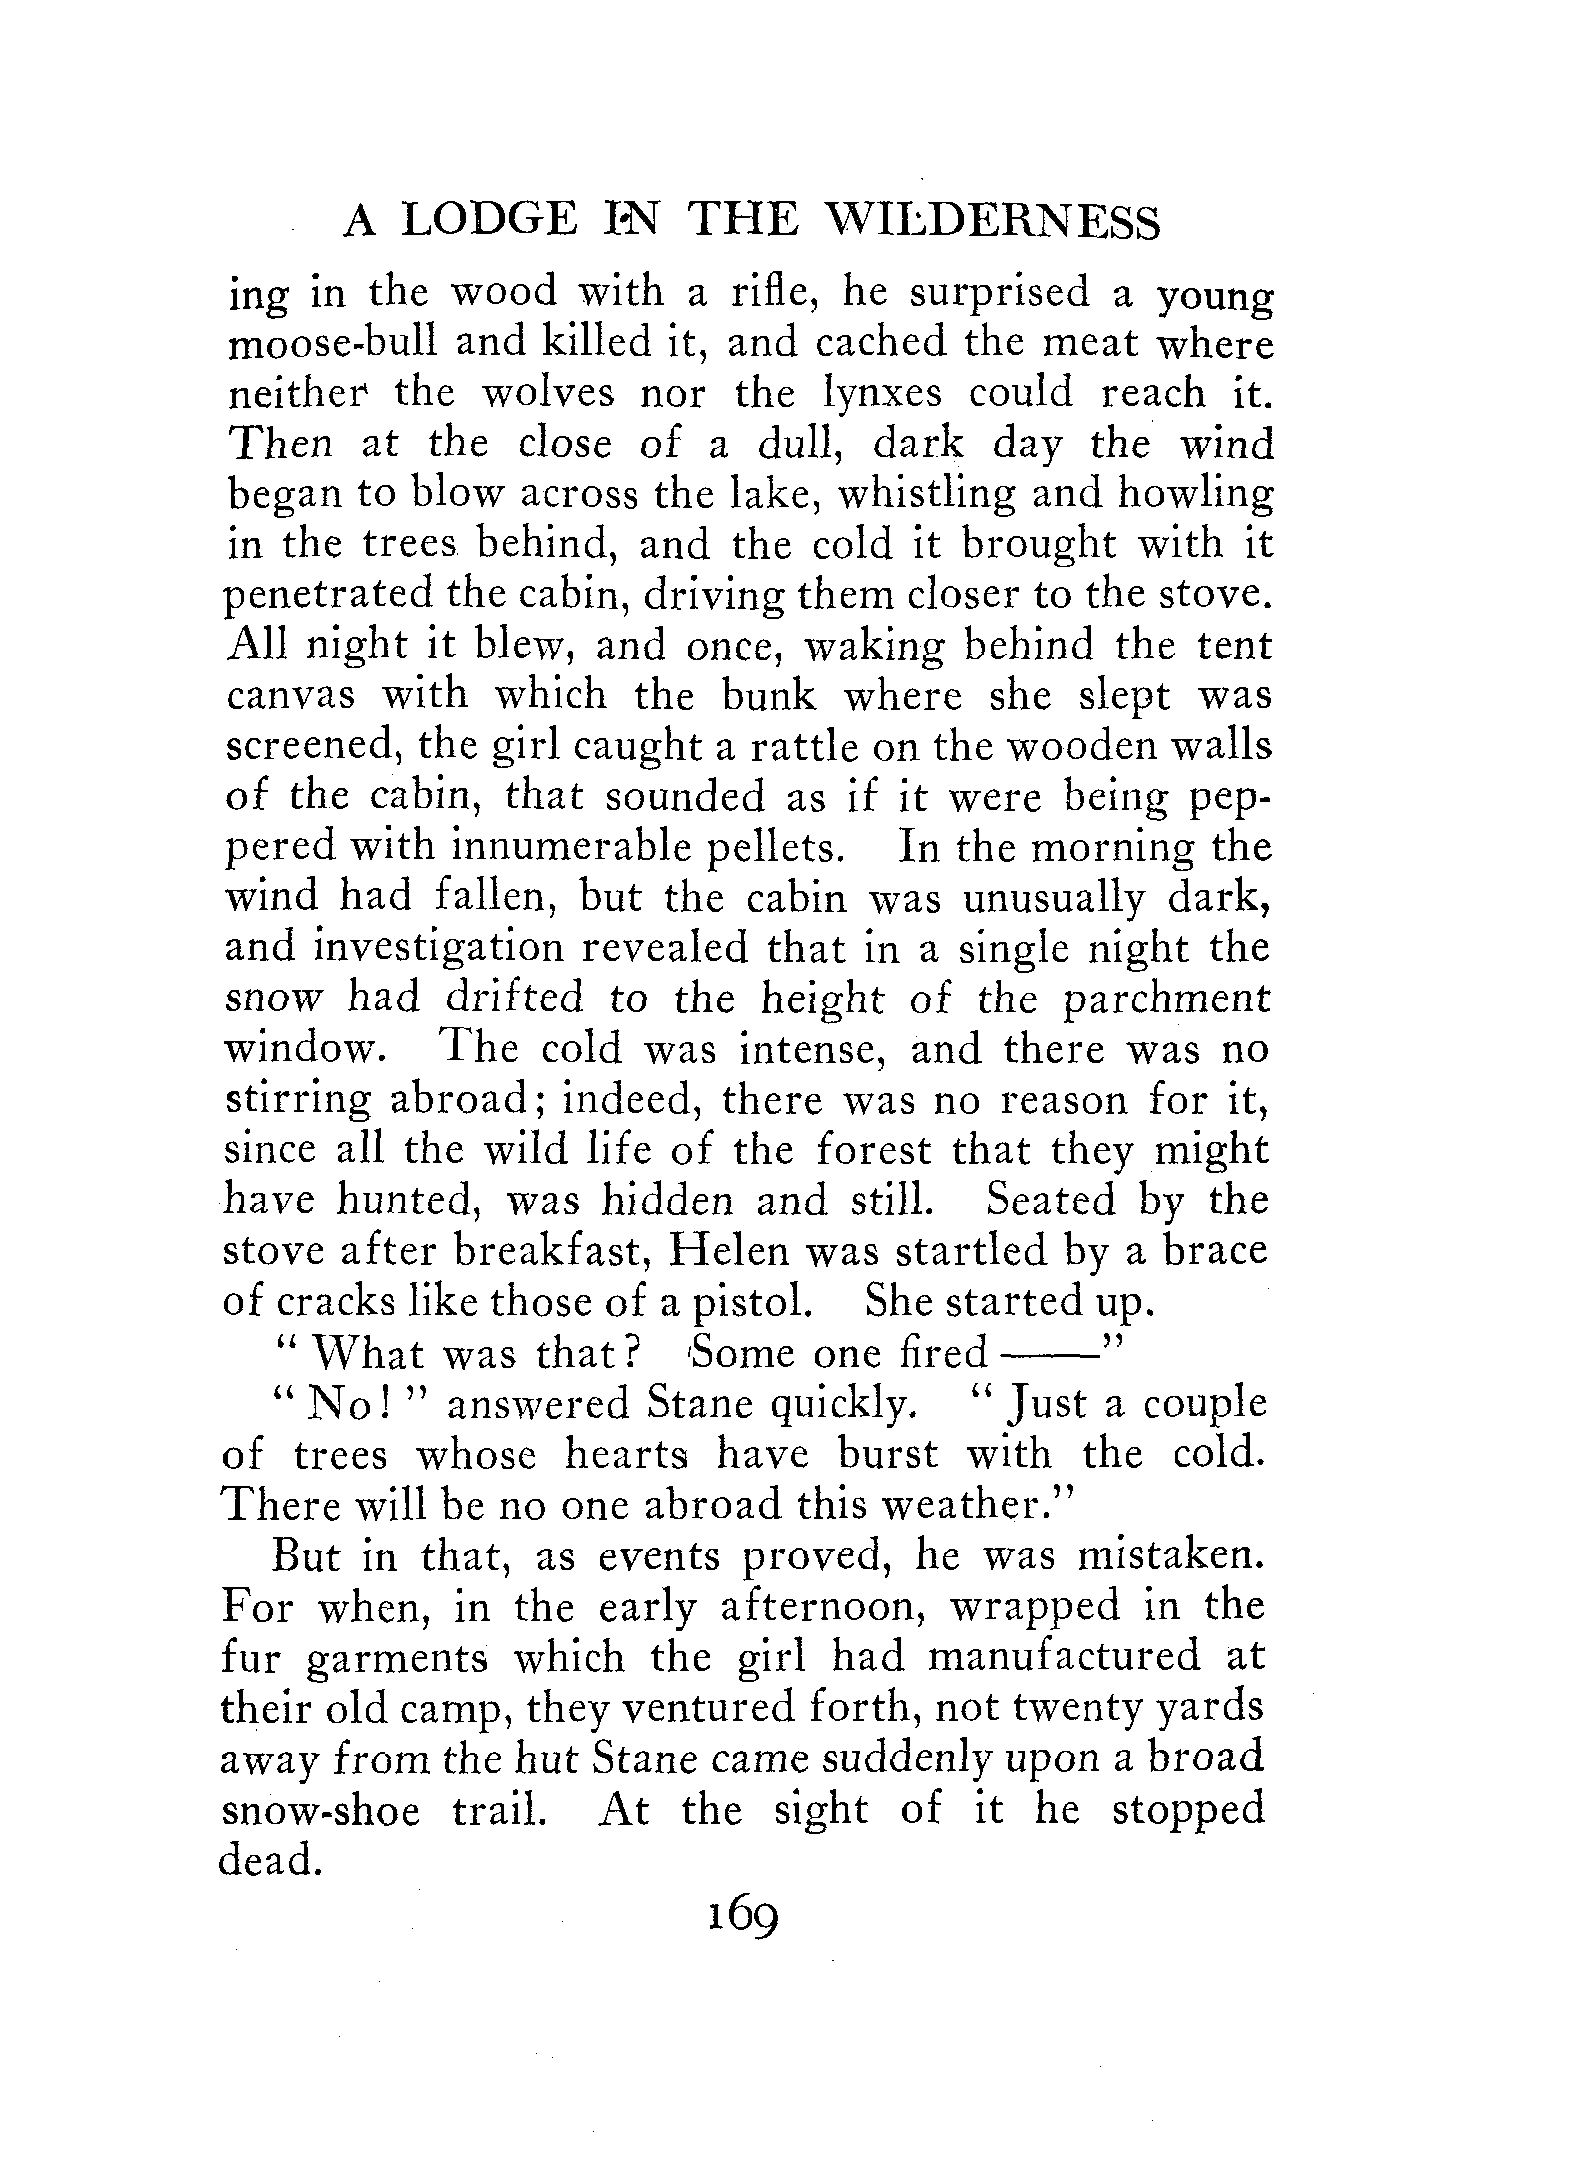 A LODGE IN THE WILDERNESS
ing in the wood with a rifle, he surprised a young
moose-bull and killed it, and cached the meat where
neither the wolves nor the lynxes could reach it.
Then at the close of a dull, dark day the wind
began to blow across the lake, whistling and howling
in the trees behind, and the cold it brought with it
penetrated the cabin, driving them closer to the stove.
All night it blew, and once, waking behind the tent
canvas with which the bunk where she slept was
screened, the girl caught a rattle on the wooden walls
of the cabin, that sounded as if it were being pep-
pered with innumerable pellets. In the morning the
wind had fallen, but the cabin was unusually dark,
and investigation revealed that in a single night the
snow had drifted to the height of the parchment
window. The cold was intense, and there was no
stirring abroad; indeed, there was no reason for it,
since all the wild life of the forest that they might
have hunted, was hidden and still. Seated by the
stove after breakfast, Helen was startled by a brace
of cracks like those of a pistol. She started up.
“ What was that? Some one fired ——”
“ No! ” answered Stane quickly. “ Just a couple
of trees whose hearts have burst with the cold.
There will be no one abroad this weather.”
But in that, as events proved, he was mistaken.
For when, in the early afternoon, wrapped in the
fur garments which the girl had manufactured at
their old camp, they ventured forth, not twenty yards
away from the hut Stane came suddenly upon a broad
snow-shoe trail. At the sight of it he stopped
dead.
169